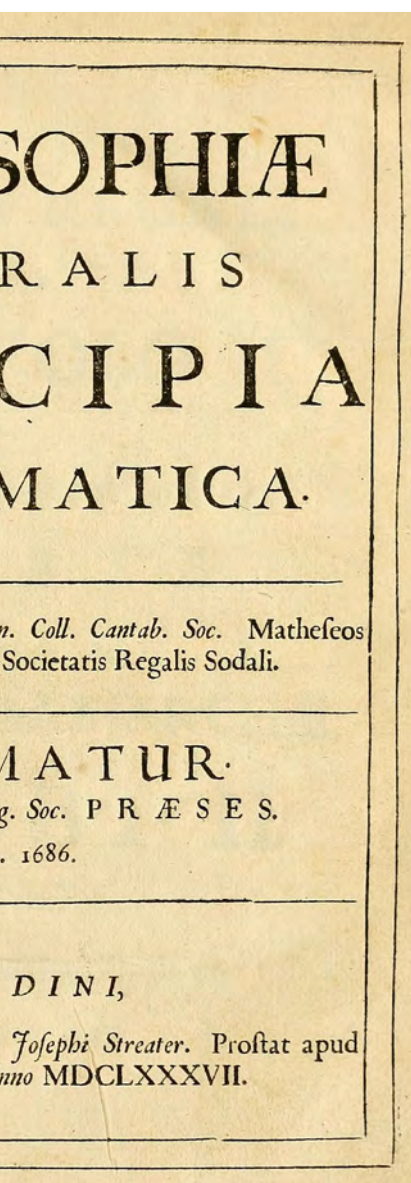 SOPHIÆ
RALIS
CIPIA
MATICA.
n. Coll. Cantab. Soc. Matheſeos
Societatis Regalis Sodali.
MATUR.
g. Soc. PRÆSES.
. 1686.
DINI,
Joſephi Streater. Proſtat apud
nno MDCLXXXVII.